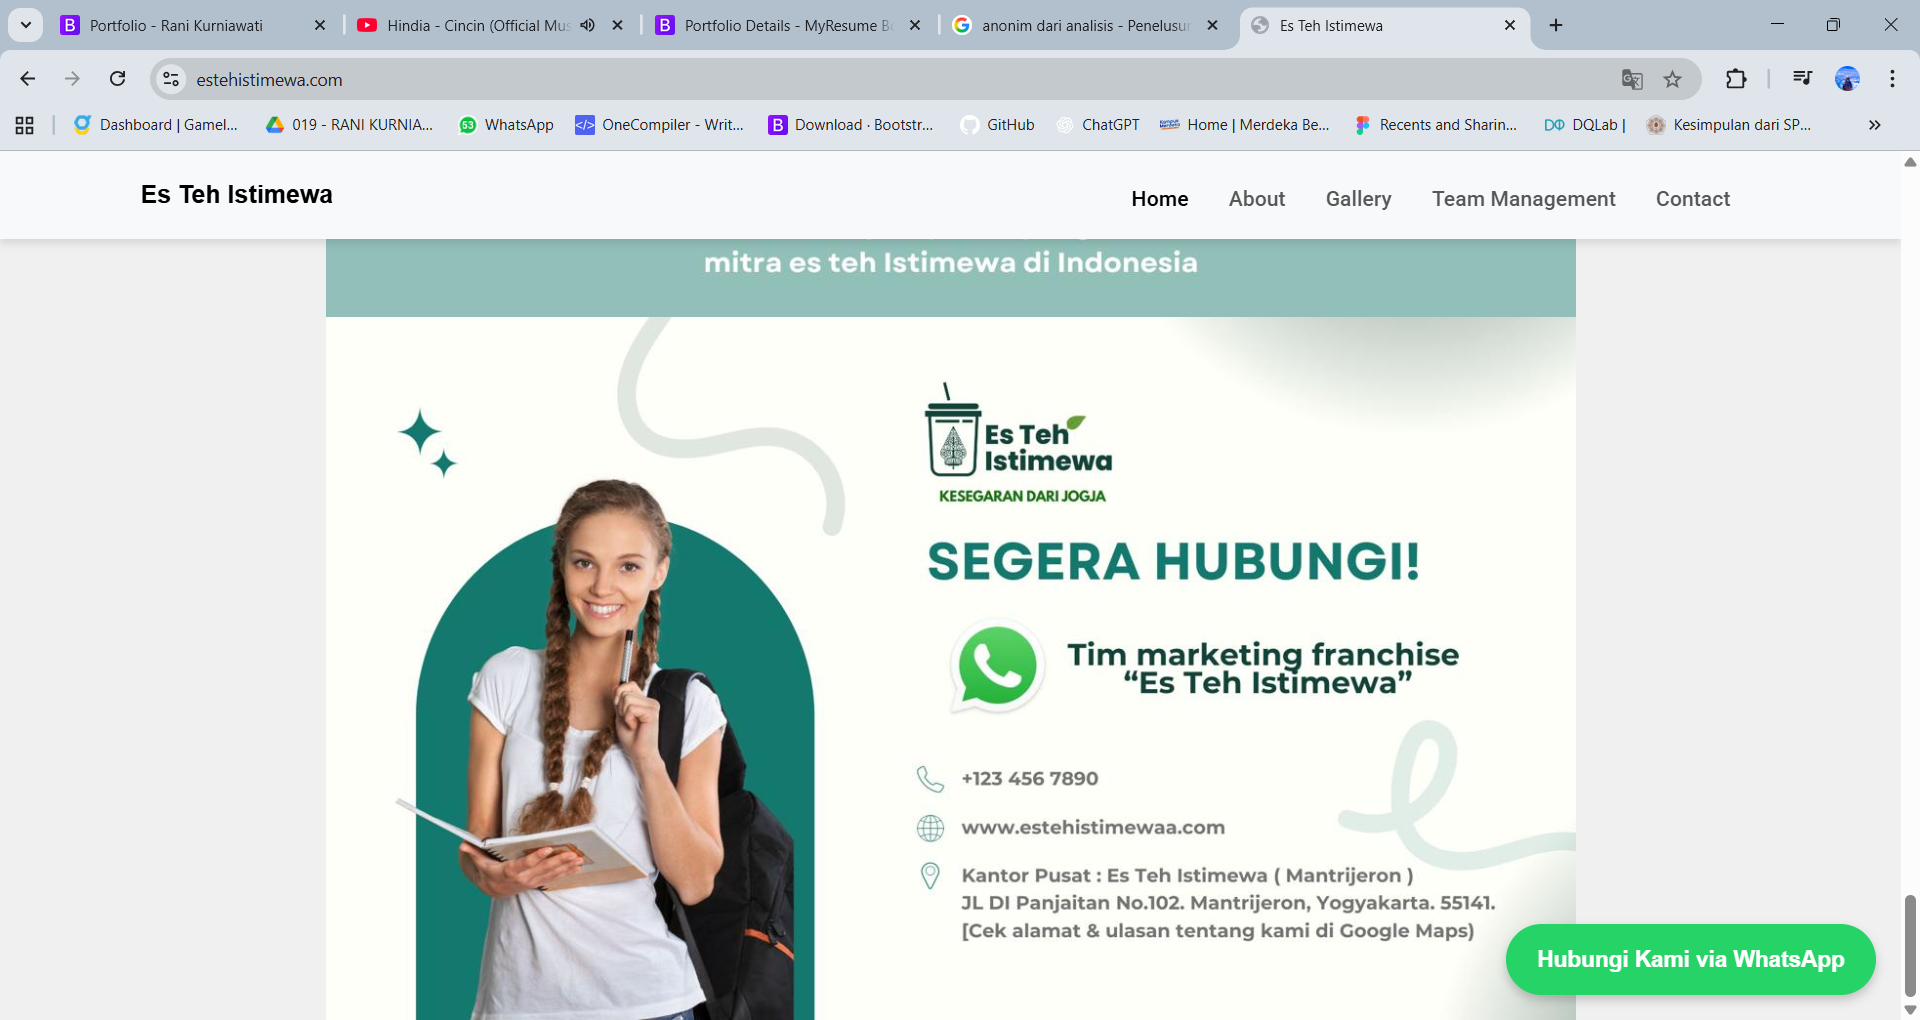 Portfolio - Rani Kurniawati
Hindia - Cincin (Official Mus
Portfolio Details - MyResume Bo
anonim dari analisis - Penelusur
Es Teh Istimewa
estehistimewa.com
Dashboard | Gamel...
019 - RANI KURNIA...
53
WhatsApp
OneCompiler - Writ...
Download · Bootstr...
GitHub
ChatGPT
Home | Merdeka Be...
Recents and Sharin...
DQLab |
Kesimpulan dari SP...
Es Teh Istimewa
Home
About
Gallery
Team Management
Contact
mitra es teh Istimewa di Indonesia
Es Teh
Istimewa
KESEGARAN DARI JOGJA
SEGERA HUBUNGI!
Tim marketing franchise
“Es Teh Istimewa”
+123 456 7890
www.estehistimewaa.com
Kantor Pusat : Es Teh Istimewa ( Mantrijeron )
JL DI Panjaitan No.102. Mantrijeron, Yogyakarta. 55141.
[Cek alamat & ulasan tentang kami di Google Maps)
Hubungi Kami via WhatsApp